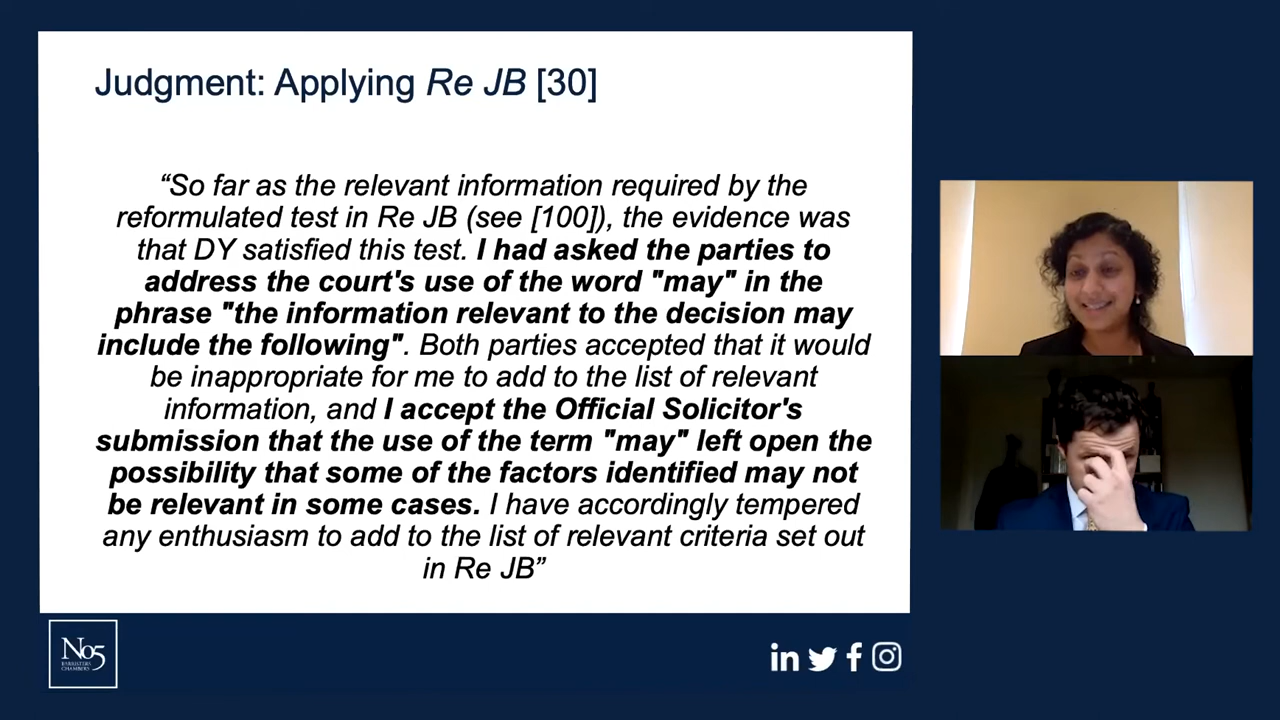 Judgment: Applying Re JB [30]
“So far as the relevant information required by the
reformulated test in Re JB (see [100]), the evidence was
that DY satisfied this test. I had asked the parties to
address the court's use of the word "may" in the
phrase "the information relevant to the decision may
include the following". Both parties accepted that it would
be inappropriate for me to add to the list of relevant
information, and I accept the Official Solicitor's
submission that the use of the term "may" left open the
possibility that some of the factors identified may not
be relevant in some cases. I have accordingly tempered
any enthusiasm to add to the list of relevant criteria set out
in Re JB”
No5
BARRISTERS
CHAMBERS
in